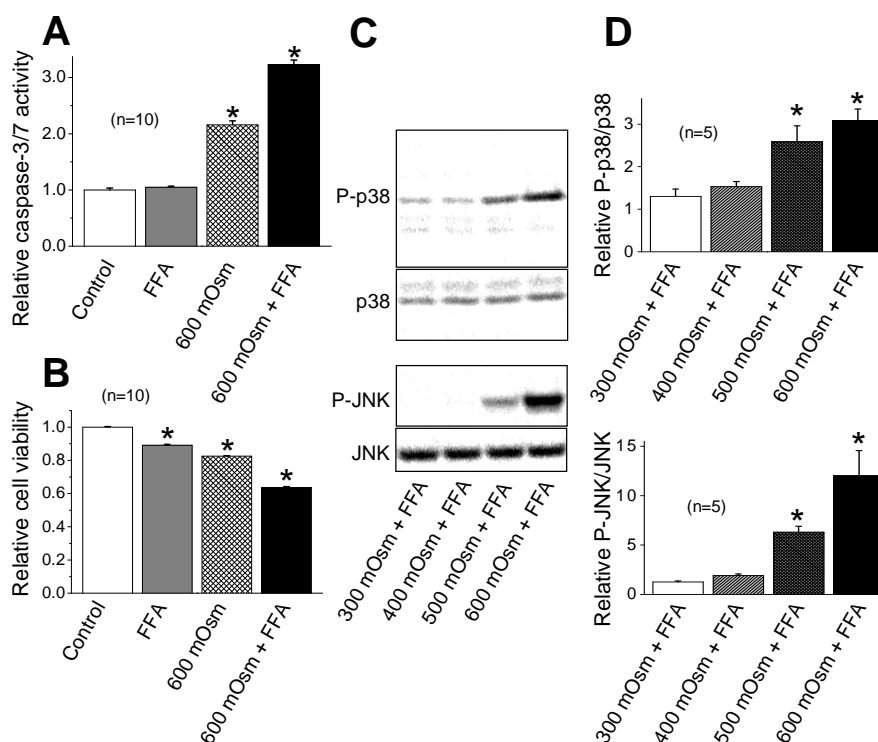 A
Relative caspase-3/7 activity
3.0
2.0
1.0
0.0
(n=10)
*
*
Control
FFA
600 mOsm
600 mOsm + FFA
B
Relative cell viability
1.0
0.8
0.6
0.4
0.2
0.0
(n=10)
*
*
*
Control
FFA
600 mOsm
600 mOsm + FFA
C
P-p38
p38
P-JNK
JNK
300 mOsm + FFA
400 mOsm + FFA
500 mOsm + FFA
600 mOsm + FFA
D
Relative P-p38/p38
3
2
1
0
(n=5)
*
*
300 mOsm + FFA
400 mOsm + FFA
500 mOsm + FFA
600 mOsm + FFA
Relative P-JNK/JNK
15
10
5
0
(n=5)
*
*
300 mOsm + FFA
400 mOsm + FFA
500 mOsm + FFA
600 mOsm + FFA